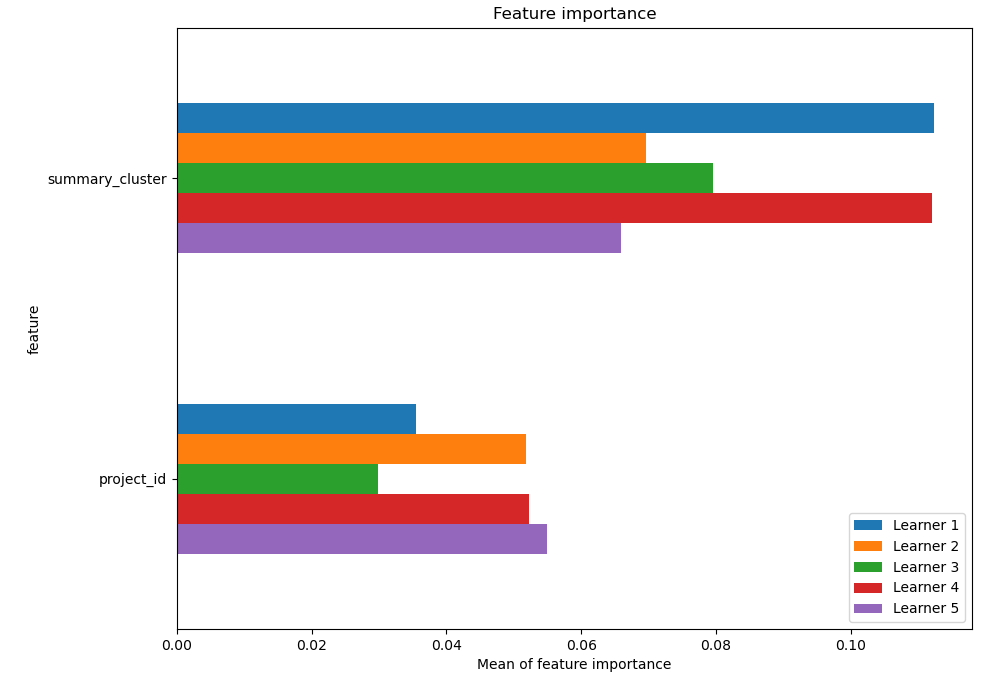 Feature importance
summary_cluster
feature
project_id
Learner 1
Learner 2
Learner 3
Learner 4
Learner 5
0.00 0.02 0.04 0.06 0.08 0.10
Mean of feature importance